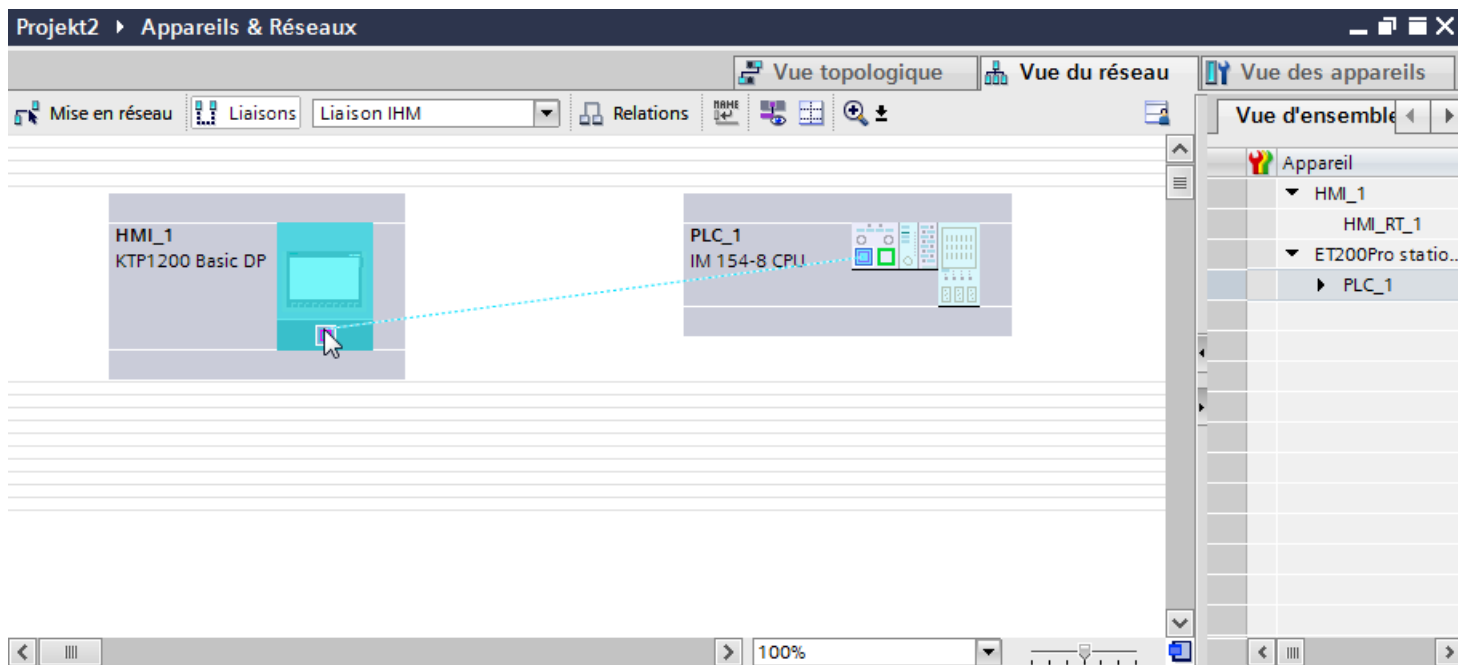 Projekt2 ▸ Appareils & Réseaux
Vue topologique
Vue du réseau
Vue des appareils
Mise en réseau
Liaisons
Liaison IHM
Relations
NAME
Vue d'ensemble
Appareil
HMI_1
HMI_RT_1
ET200Pro statio...
PLC_1
HMI_1
KTP1200 Basic DP
PLC_1
IM 154-8 CPU
100%